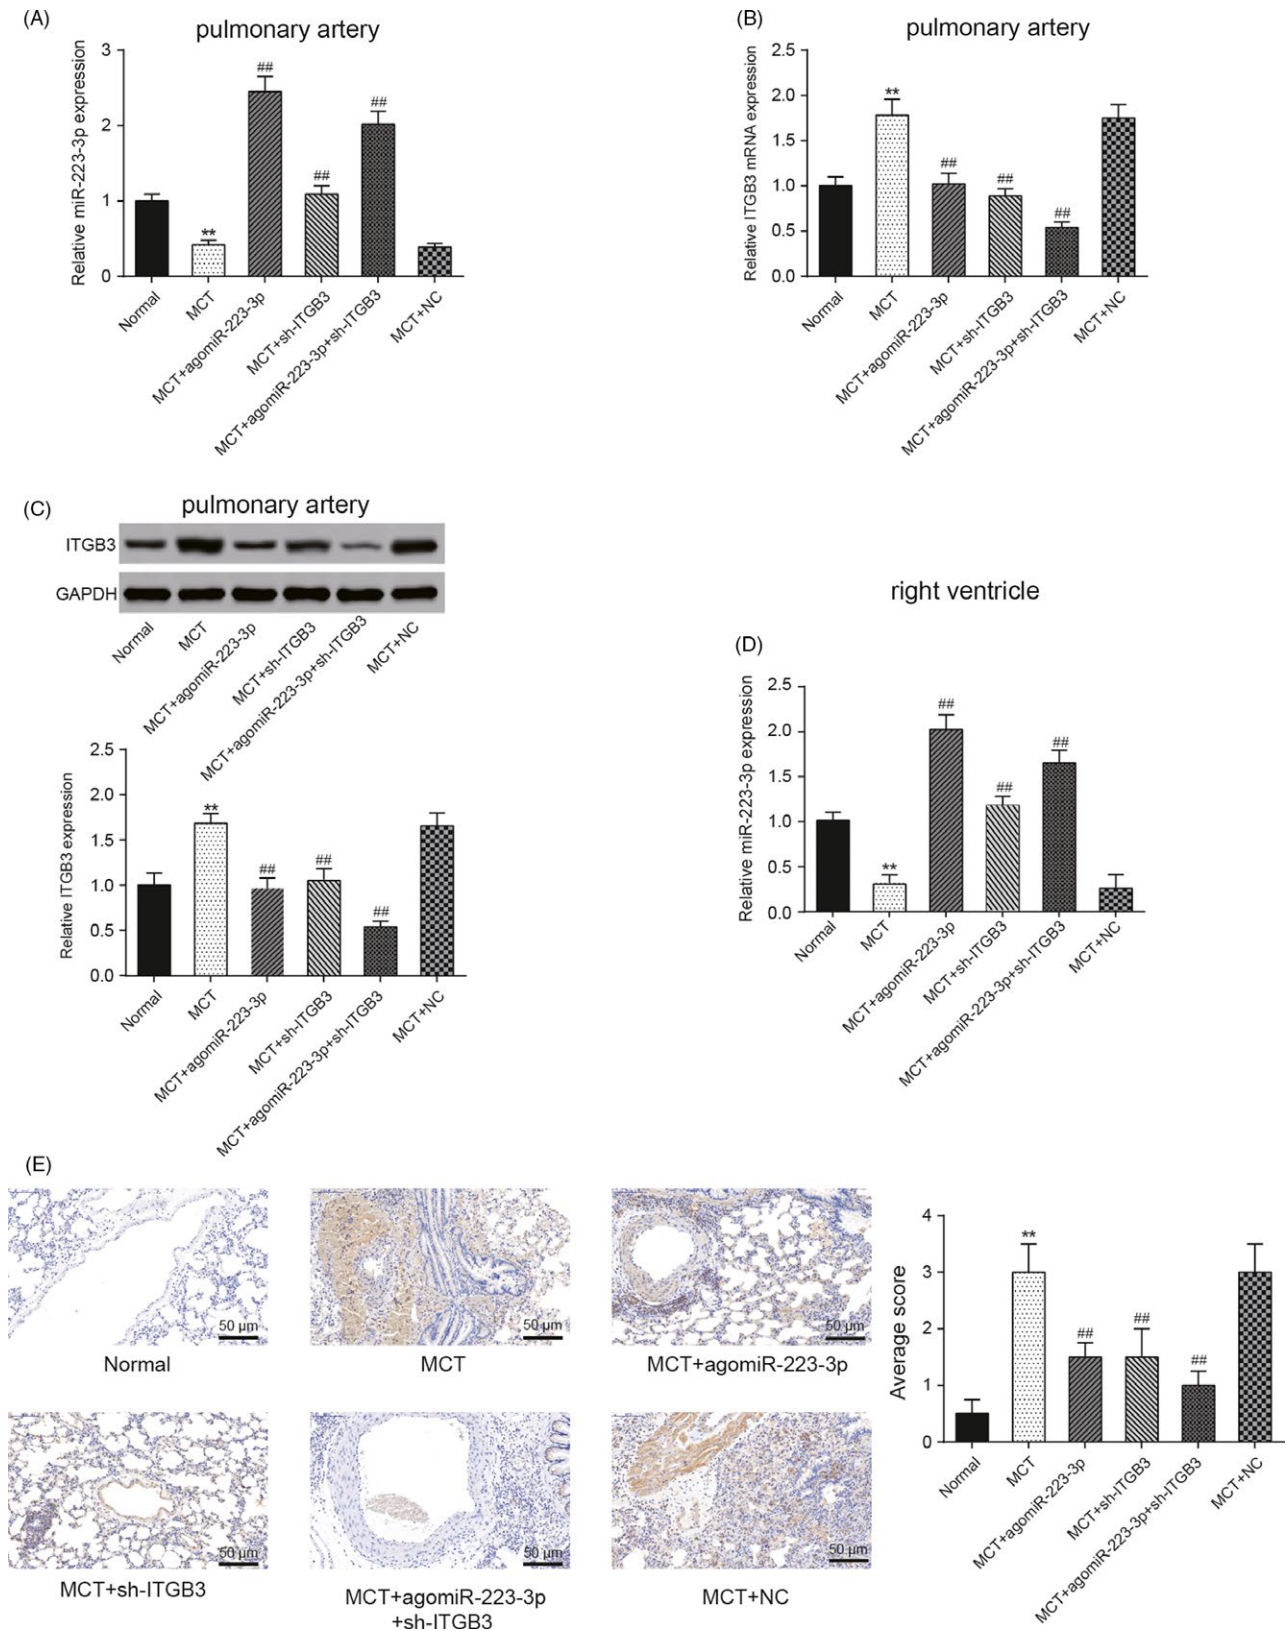 (A)
pulmonary artery
Relative miR-223-3p expression
3
2
1
0
**
##
##
##
Normal
MCT
MCT+agomiR-223-3p
MCT+sh-ITGB3
MCT+agomiR-223-3p+sh-ITGB3
MCT+NC
(B)
pulmonary artery
Relative ITGB3 mRNA expression
2.5
2.0
1.5
1.0
0.5
0.0
**
##
##
##
Normal
MCT
MCT+agomiR-223-3p
MCT+sh-ITGB3
MCT+agomiR-223-3p+sh-ITGB3
MCT+NC
(C)
pulmonary artery
ITGB3
GAPDH
Normal
MCT
MCT+agomiR-223-3p
MCT+sh-ITGB3
MCT+agomiR-223-3p+sh-ITGB3
MCT+NC
Relative ITGB3 expression
2.5
2.0
1.5
1.0
0.5
0.0
**
##
##
##
Normal
MCT
MCT+agomiR-223-3p
MCT+sh-ITGB3
MCT+agomiR-223-3p+sh-ITGB3
MCT+NC
right ventricle
(D)
Relative miR-223-3p expression
2.5
2.0
1.5
1.0
0.5
0.0
**
##
##
##
Normal
MCT
MCT+agomiR-223-3p
MCT+sh-ITGB3
MCT+agomiR-223-3p+sh-ITGB3
MCT+NC
(E)
50 μm
Normal
50 μm
MCT
50 μm
MCT+agomiR-223-3p
50 μm
MCT+sh-ITGB3
50 μm
MCT+agomiR-223-3p
+sh-ITGB3
50 μm
MCT+NC
Average score
4
3
2
1
0
**
##
##
##
Normal
MCT
MCT+agomiR-223-3p
MCT+sh-ITGB3
MCT+agomiR-223-3p+sh-ITGB3
MCT+NC